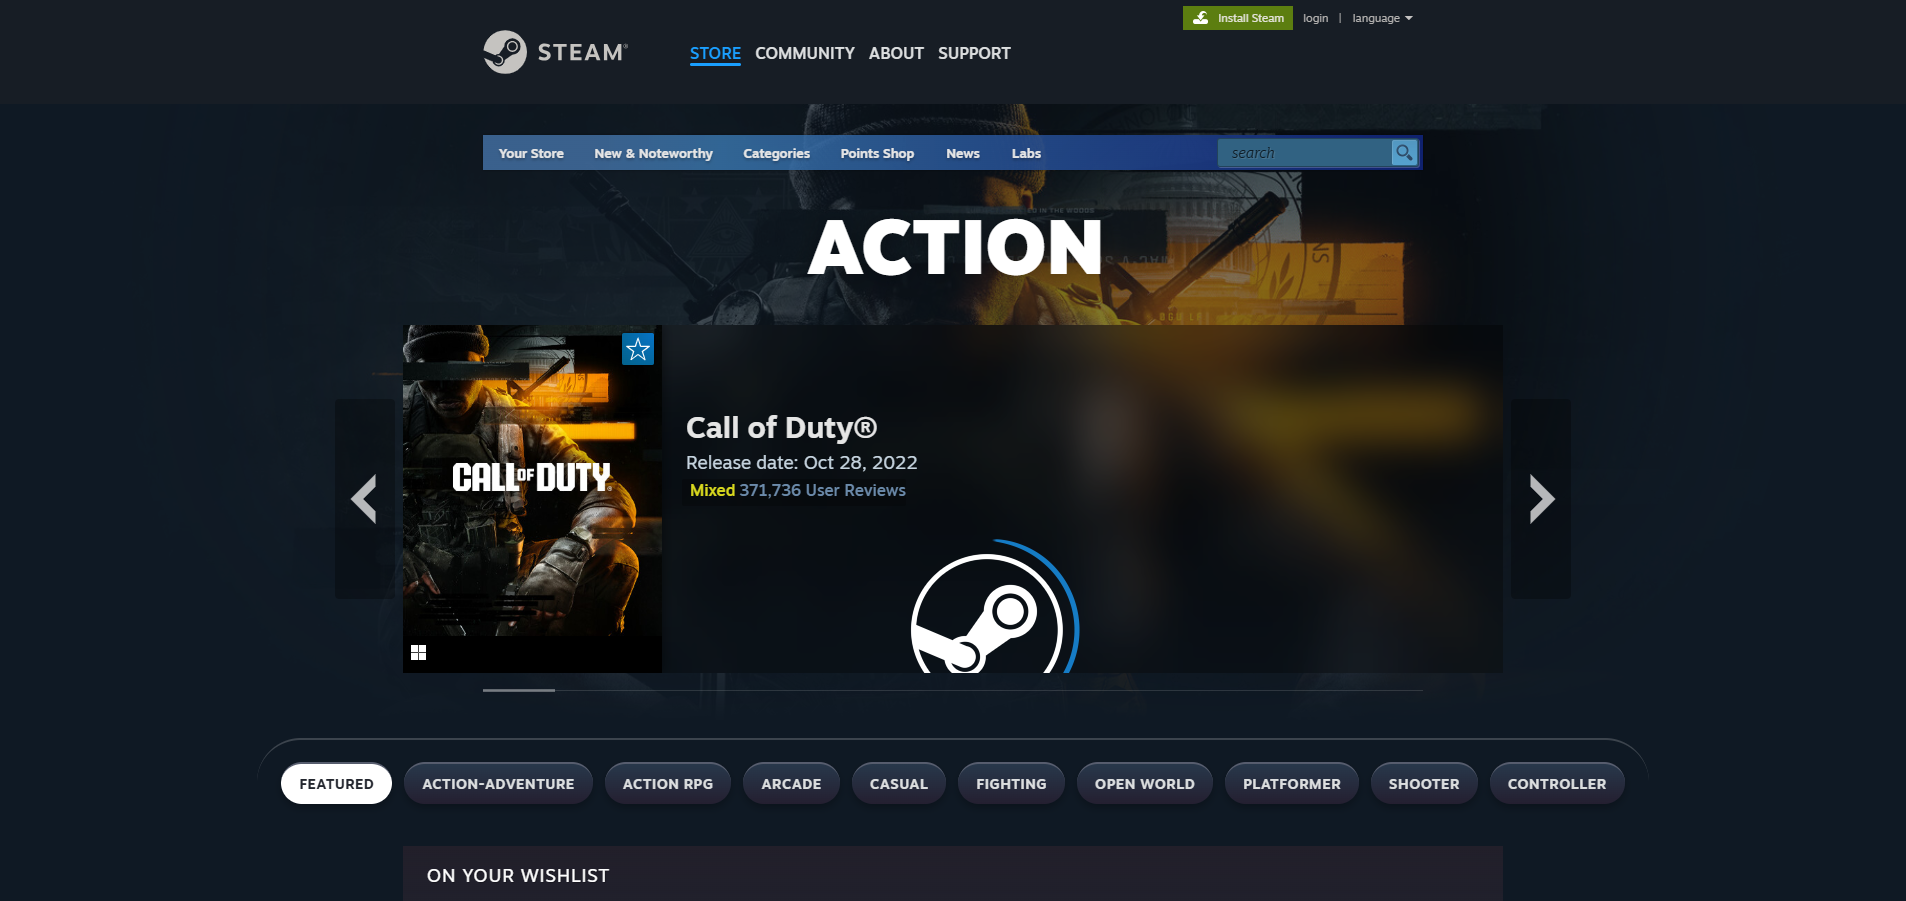 Install Steam
login | language
STEAM®
STORE COMMUNITY ABOUT SUPPORT
Your Store New & Noteworthy Categories Points Shop News Labs
search
ACTION
CALL OF DUTY
Call of Duty®
Release date: Oct 28, 2022
Mixed 371,736 User Reviews
FEATURED ACTION-ADVENTURE ACTION RPG ARCADE CASUAL FIGHTING OPEN WORLD PLATFORMER SHOOTER CONTROLLER
ON YOUR WISHLIST